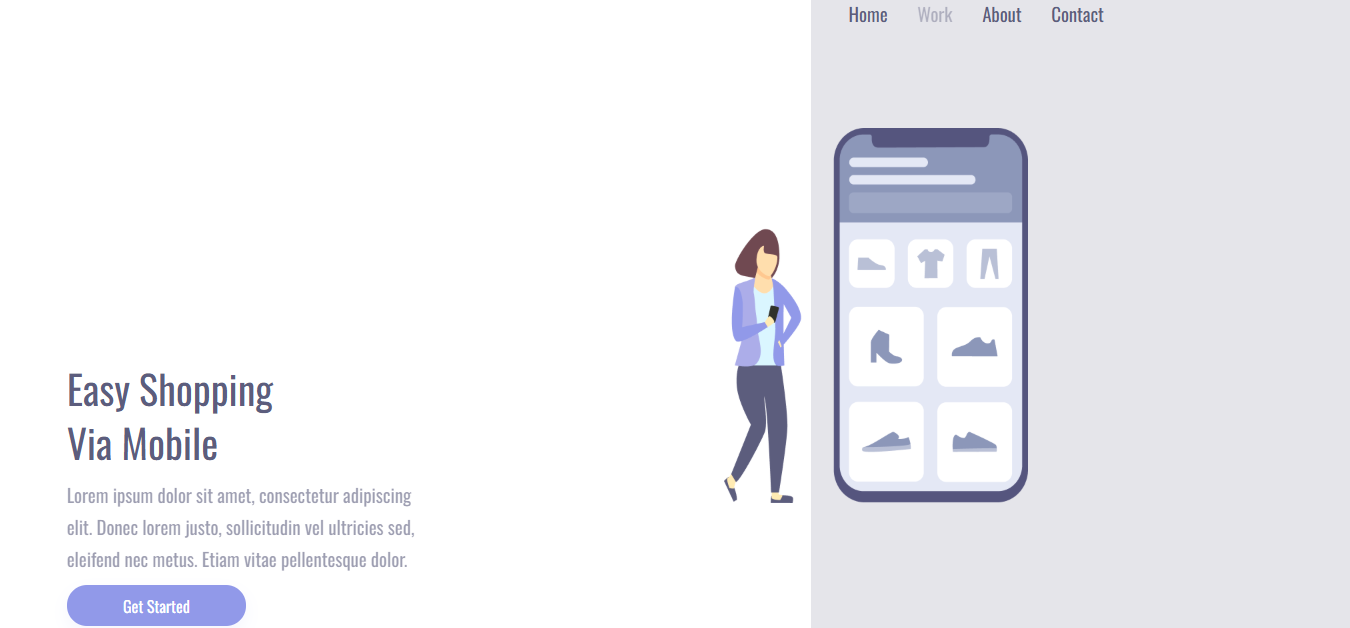 Home Work About Contact
Easy Shopping
Via Mobile
Lorem ipsum dolor sit amet, consectetur adipiscing
elit. Donec lorem justo, sollicitudin vel ultricies sed,
eleifend nec metus. Etiam vitae pellentesque dolor.
Get Started